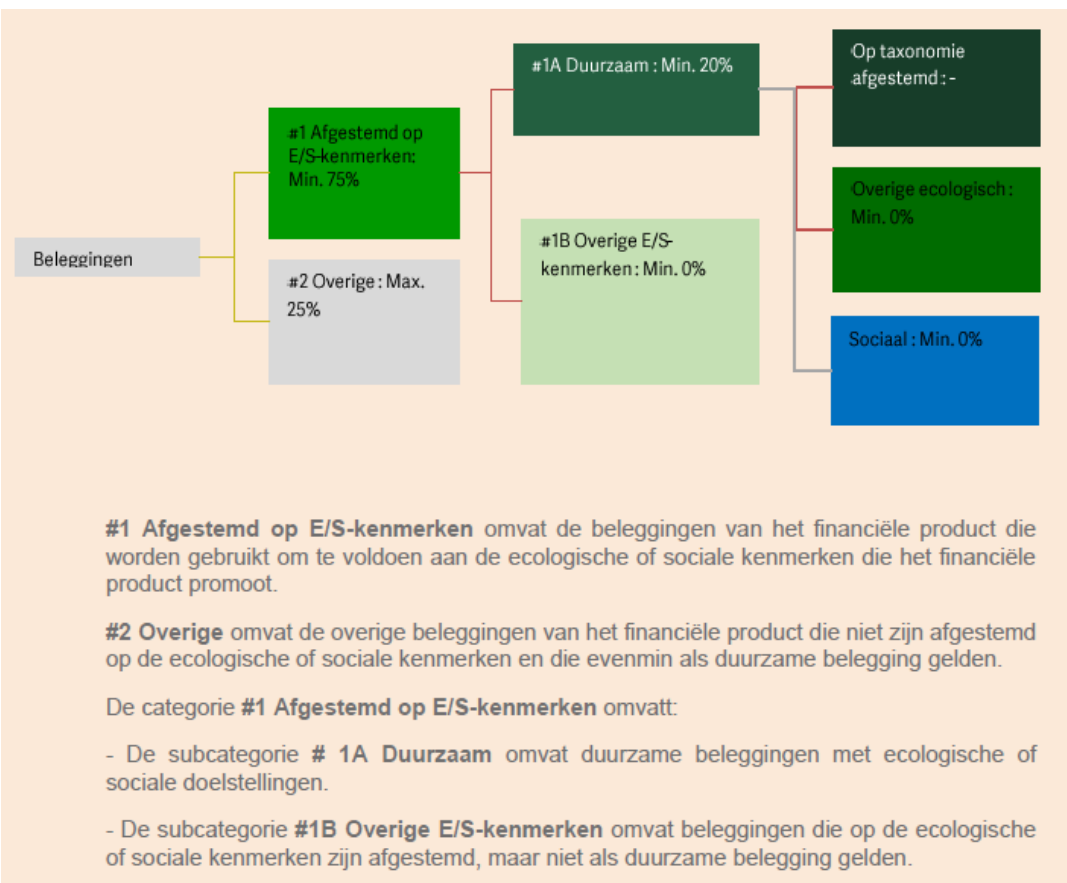 #1A Duurzaam : Min. 20%
Op taxonomie
afgestemd : -
#1 Afgestemd op
E/S-kenmerken:
Min. 75%
Overige ecologisch :
Min. 0%
#1B Overige E/S-
kenmerken : Min. 0%
Beleggingen
#2 Overige : Max.
25%
Sociaal : Min. 0%
#1 Afgestemd op E/S-kenmerken omvat de beleggingen van het financiële product die
worden gebruikt om te voldoen aan de ecologische of sociale kenmerken die het financiële
product promoot.
#2 Overige omvat de overige beleggingen van het financiële product die niet zijn afgestemd
op de ecologische of sociale kenmerken en die evenmin als duurzame belegging gelden.
De categorie #1 Afgestemd op E/S-kenmerken omvatt:
- De subcategorie # 1A Duurzaam omvat duurzame beleggingen met ecologische of
sociale doelstellingen.
- De subcategorie #1B Overige E/S-kenmerken omvat beleggingen die op de ecologische
of sociale kenmerken zijn afgestemd, maar niet als duurzame belegging gelden.